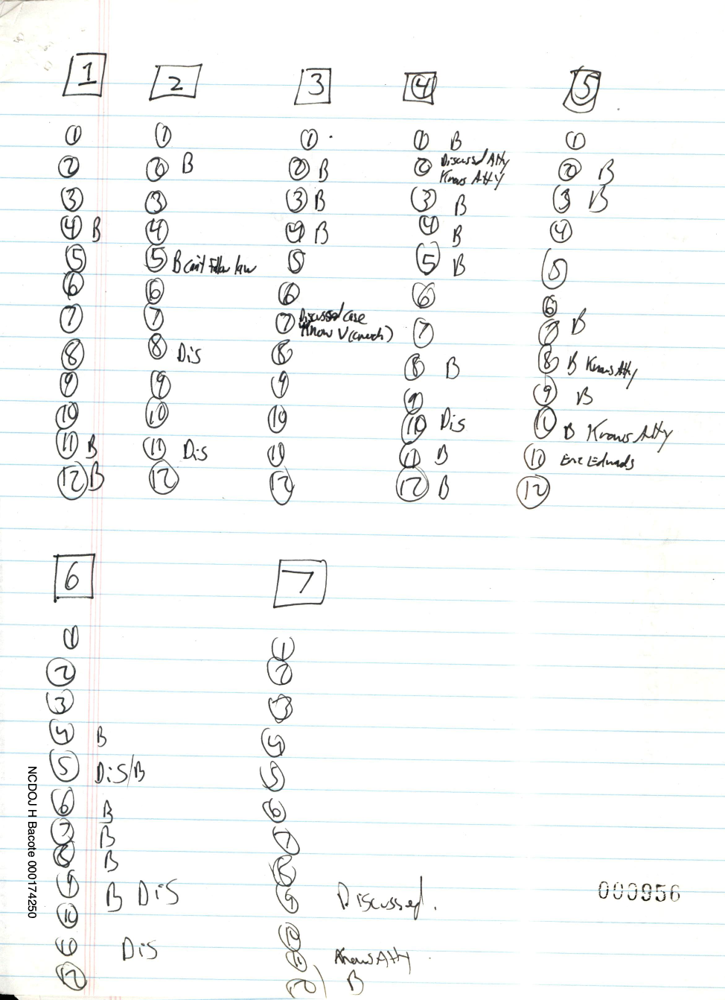 1 2 3 4 5
① ① ① ① B ①
② ② B ② B ② Discussed Atty ② B
Knows Atty
③ ③ ③ B ③ B ③ B
④ B ④ ④ B ④ B ④
⑤ ⑤ B can't follow law ⑤ ⑤ B ⑤
⑥ ⑥ ⑥ ⑥ ⑥
⑦ ⑦ ⑦ Discussed case ⑦ ⑦ B
Know V (church)
⑧ ⑧ Dis ⑧ ⑧ B ⑧ B Knows Atty
⑨ ⑨ ⑨ ⑨ ⑨ B
⑩ ⑩ ⑩ ⑩ Dis ⑩ B Knows Atty
⑪ B ⑪ Dis ⑪ ⑪ B ⑪ Eric Edwards
⑫ B ⑫ ⑫ ⑫ B ⑫
6 7
① ①
② ②
③ ③
④ B ④
⑤ Dis/B ⑤
⑥ B ⑥
⑦ B ⑦
⑧ B ⑧
⑨ B Dis ⑨ Discussed.
⑩ ⑩
⑪ Dis ⑪ Knows Atty
⑫ ⑫ B
000956
NCDOJ H Bacote 000174250